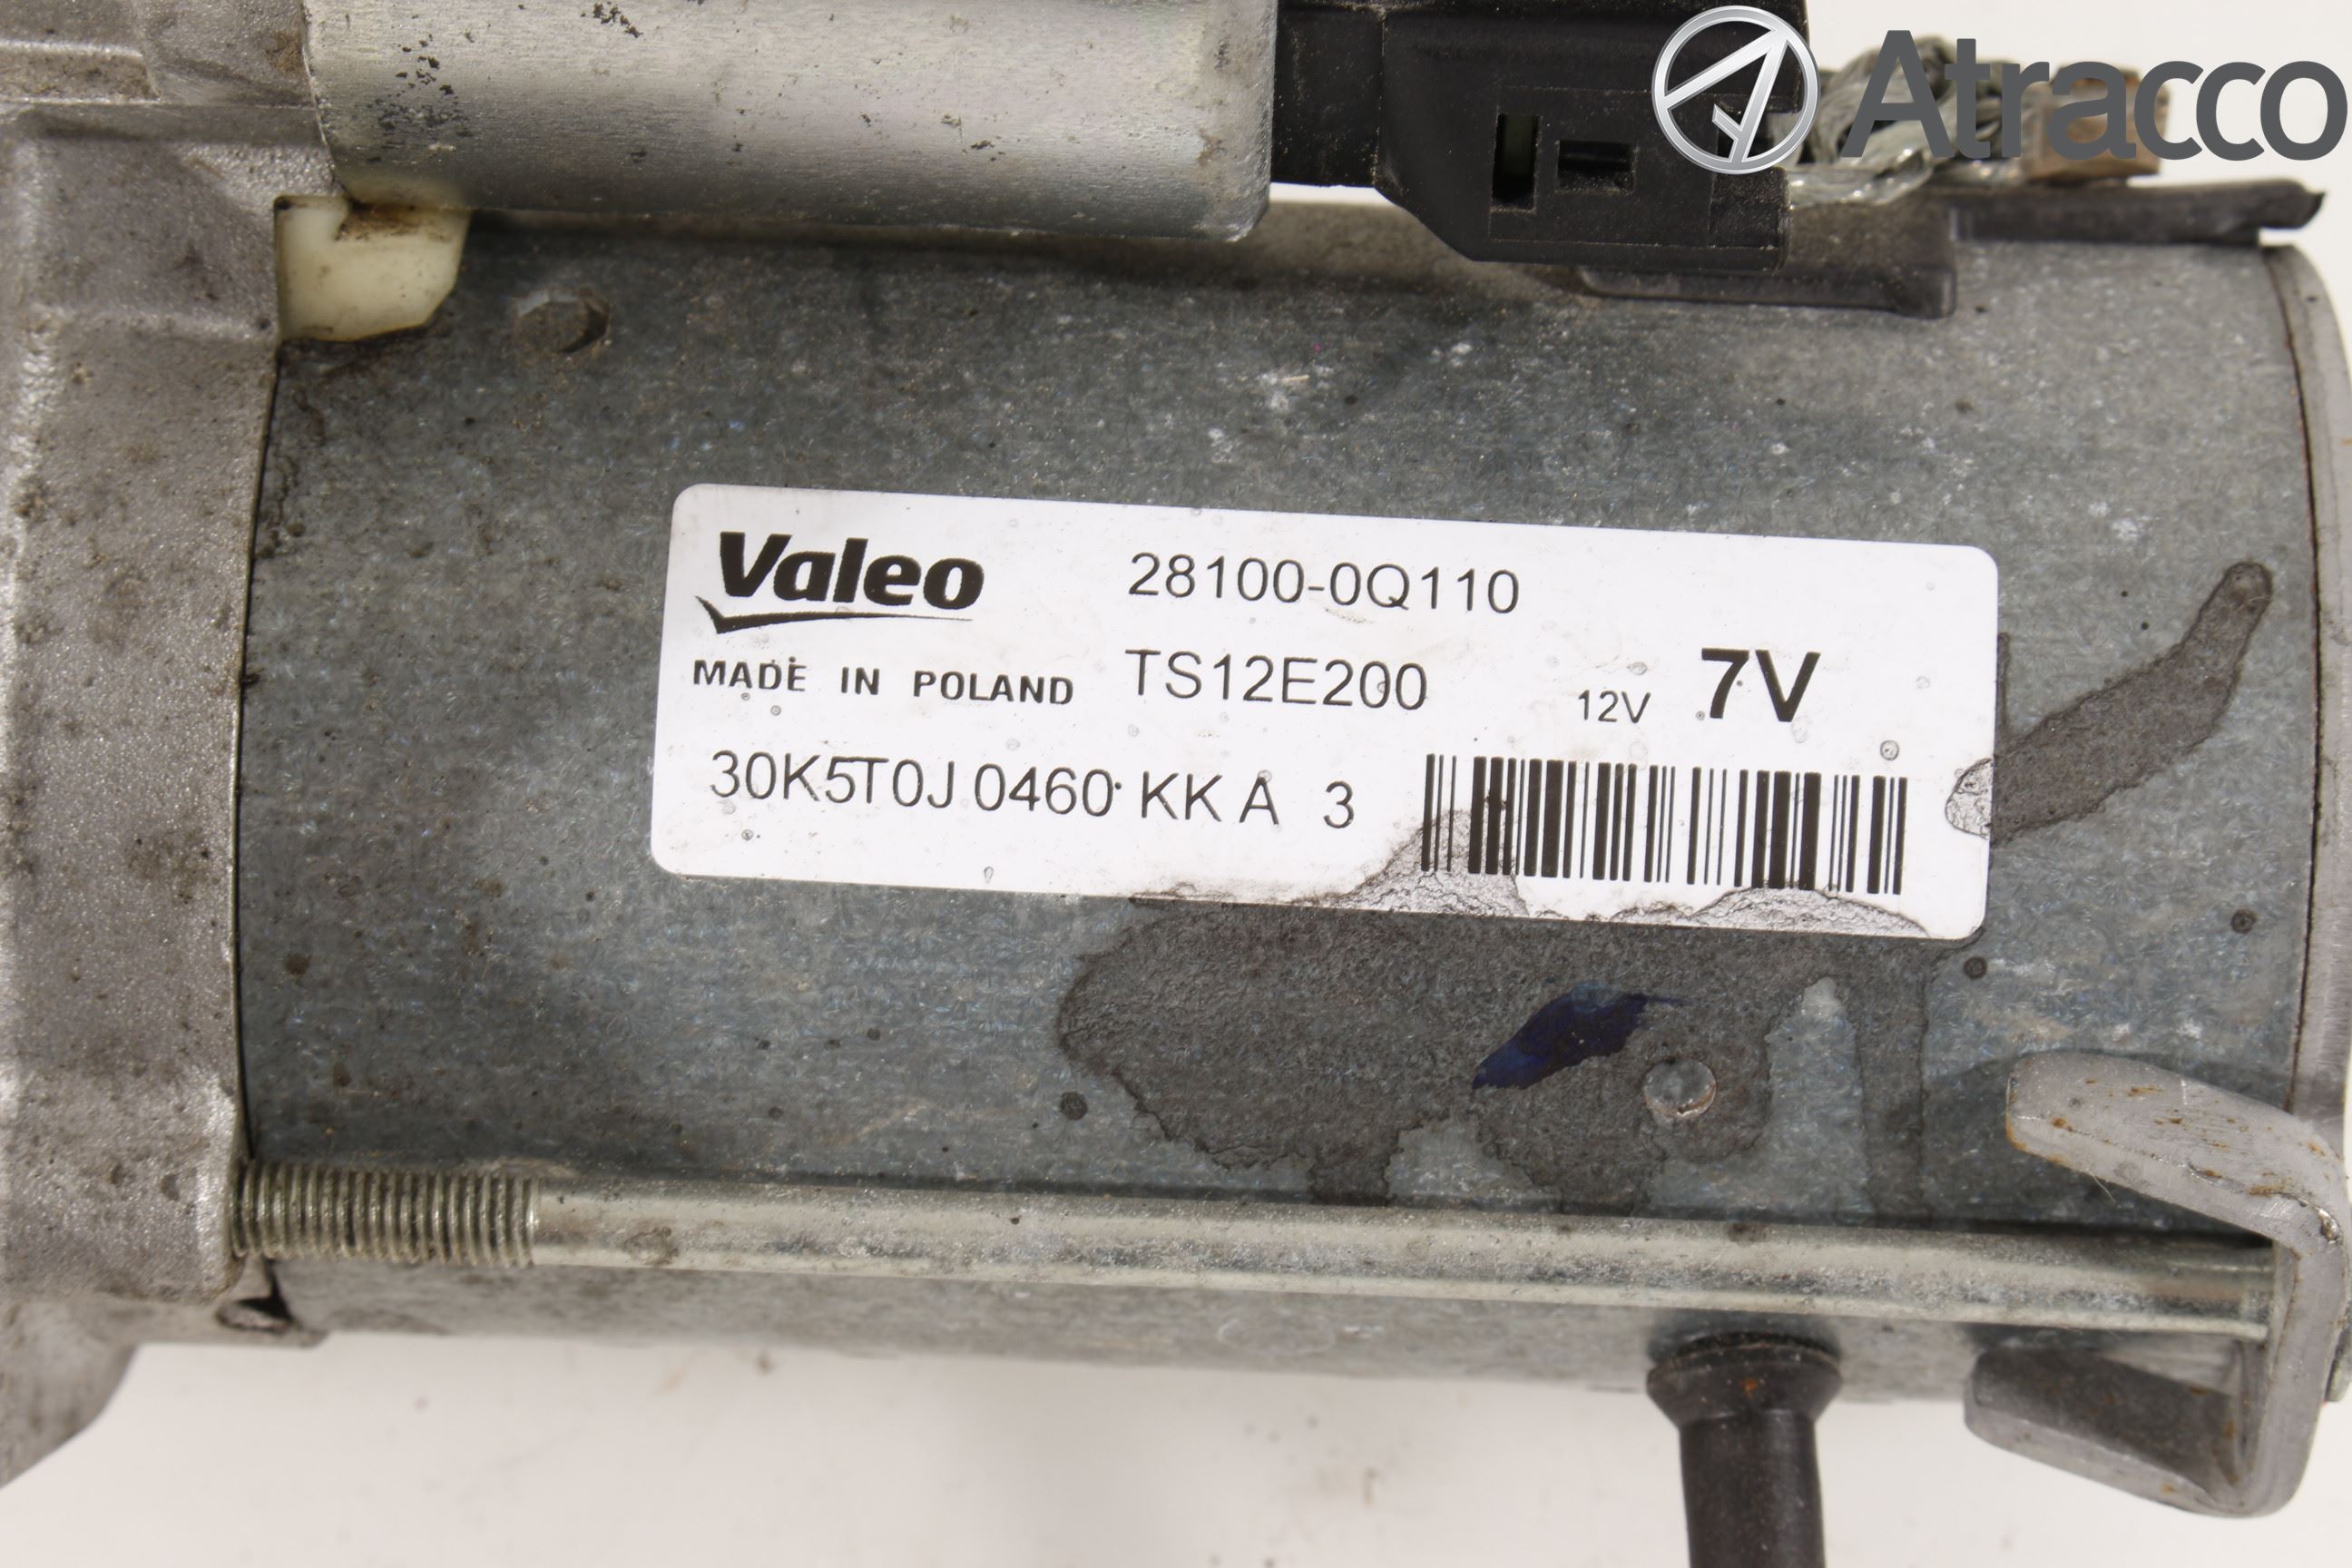 Atracco
Valeo 28100-0Q110
MADE IN POLAND TS12E200 12V 7V
30K5T0J 0460 KK A 3